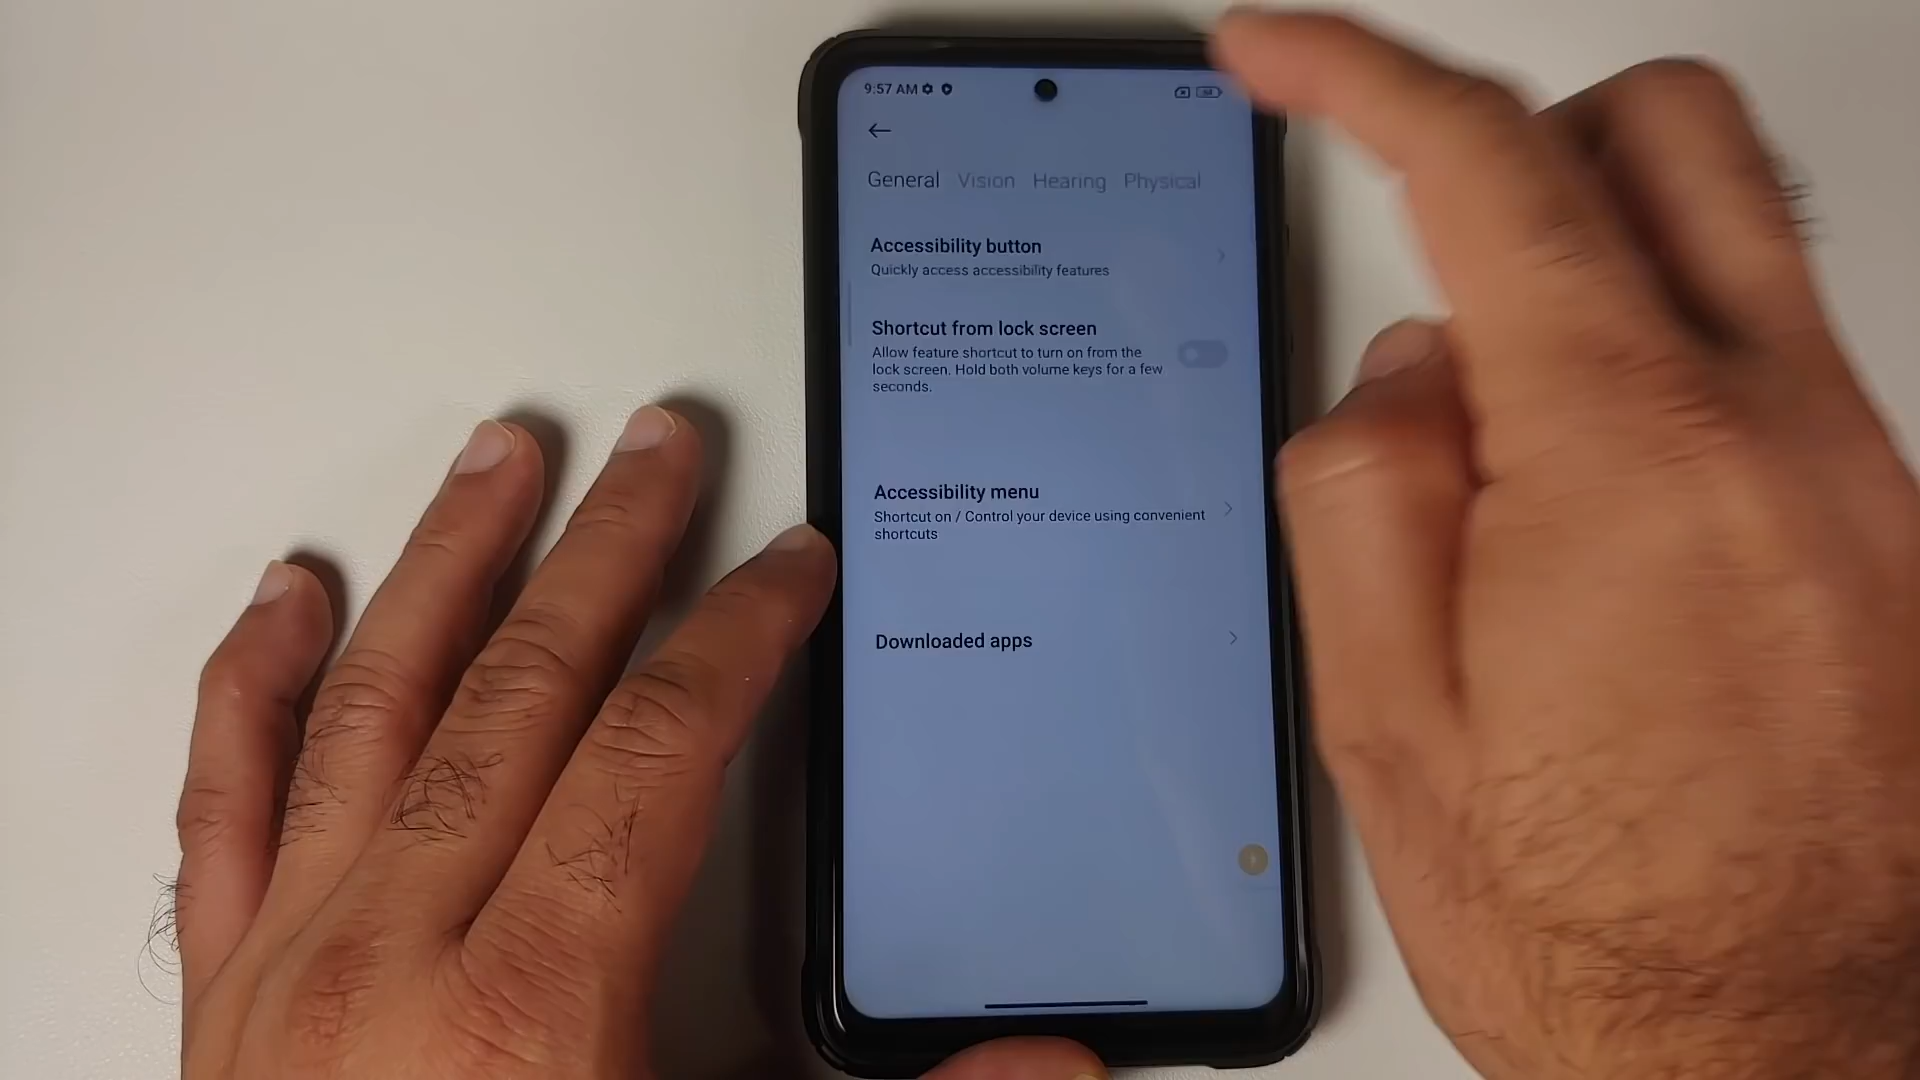 9:57 AM
General Vision Hearing Physical
Accessibility button
Quickly access accessibility features
Shortcut from lock screen
Allow feature shortcut to turn on from the
lock screen. Hold both volume keys for a few
seconds.
Accessibility menu
Shortcut on / Control your device using convenient
shortcuts
Downloaded apps